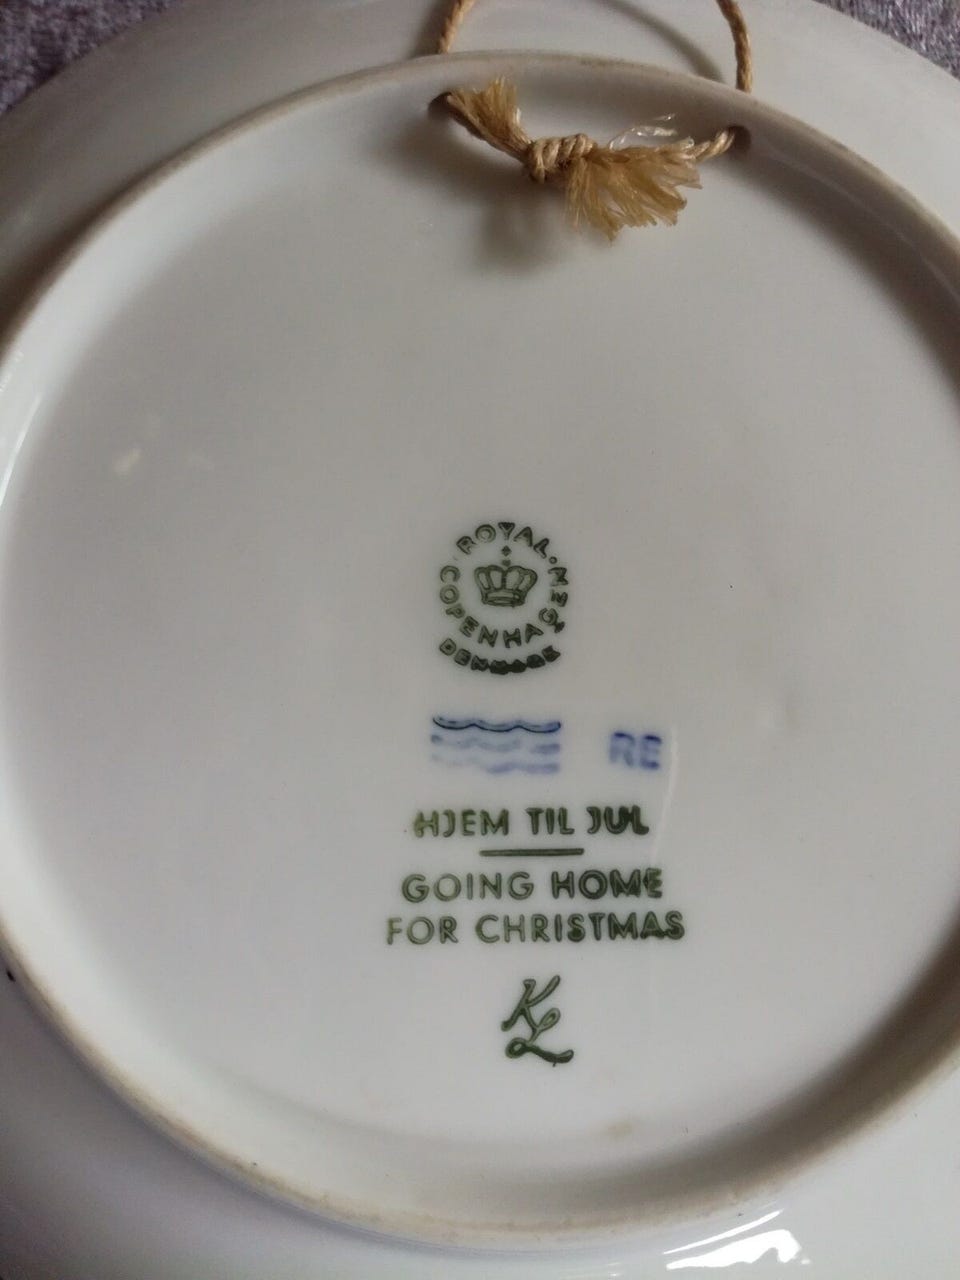 ROYAL COPENHAGEN
DENMARK
RE
HJEM TIL JUL
GOING HOME
FOR CHRISTMAS
KL